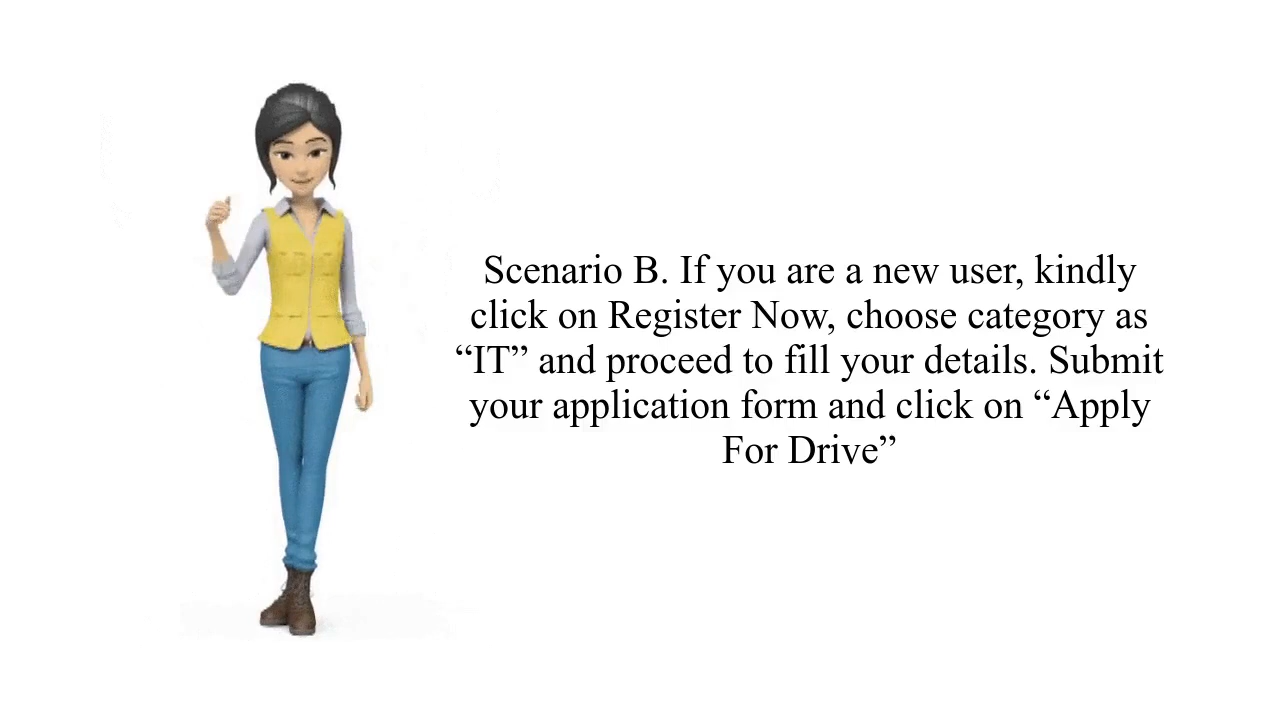 Scenario B. If you are a new user, kindly
click on Register Now, choose category as
“IT” and proceed to fill your details. Submit
your application form and click on “Apply
For Drive”